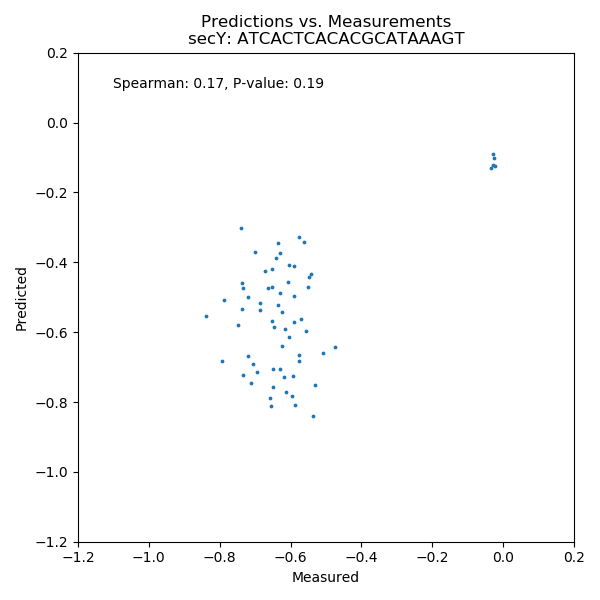 Predictions vs. Measurements
secY: ATCACTCACACGCATAAAGT
Spearman: 0.17, P-value: 0.19
0.2
0.0
−0.2
−0.4
−0.6
−0.8
−1.0
−1.2
Predicted
−1.2 −1.0 −0.8 −0.6 −0.4 −0.2 0.0 0.2
Measured